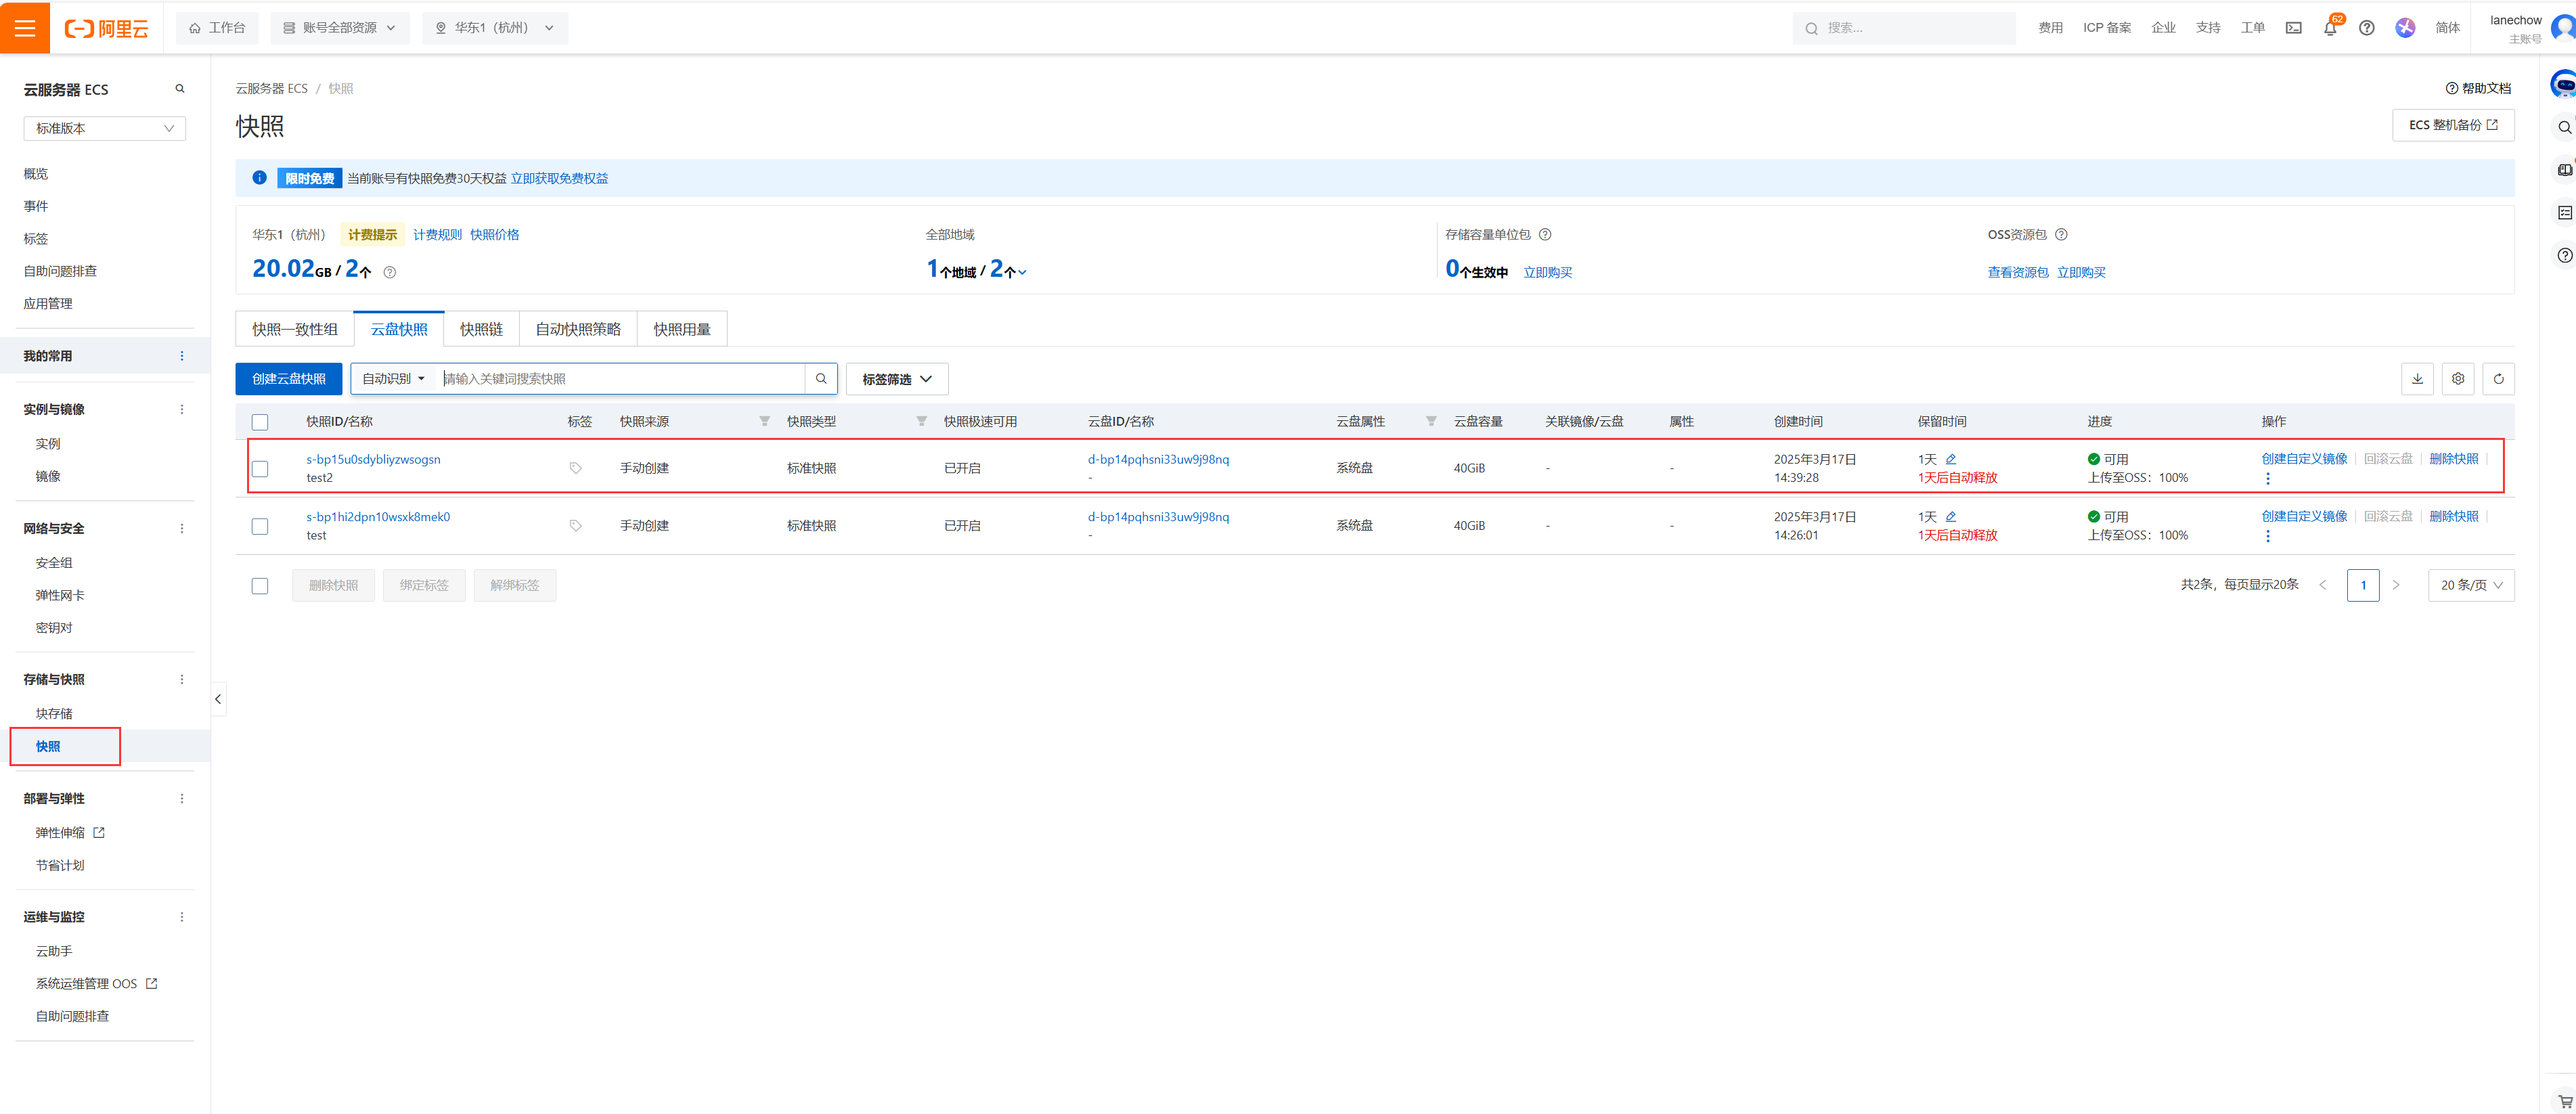 阿里云
工作台
账号全部资源
华东1（杭州）
搜索...
费用
ICP 备案
企业
支持
工单
62
简体
lanechow
主账号
云服务器 ECS
标准版本
概览
事件
标签
自助问题排查
应用管理
我的常用
实例与镜像
实例
镜像
网络与安全
安全组
弹性网卡
密钥对
存储与快照
块存储
快照
部署与弹性
弹性伸缩
节省计划
运维与监控
云助手
系统运维管理 OOS
自助问题排查
云服务器 ECS / 快照
帮助文档
快照
ECS 整机备份
限时免费 当前账号有快照免费30天权益 立即获取免费权益
华东1（杭州） 计费提示 计费规则 快照价格
20.02GB / 2个
全部地域
1个地域 / 2个
存储容量单位包
0个生效中 立即购买
OSS资源包
查看资源包 立即购买
快照一致性组 云盘快照 快照链 自动快照策略 快照用量
创建云盘快照 自动识别 请输入关键词搜索快照 标签筛选
快照ID/名称 标签 快照来源 快照类型 快照极速可用 云盘ID/名称 云盘属性 云盘容量 关联镜像/云盘 属性 创建时间 保留时间 进度 操作
s-bp15u0sdybliyzwsogsn 手动创建 标准快照 已开启 d-bp14pqhsni33uw9j98nq 系统盘 40GiB - - 2025年3月17日 1天 可用 创建自定义镜像 回滚云盘 删除快照
test2 - 14:39:28 1天后自动释放 上传至OSS：100%
s-bp1hi2dpn10wsxk8mek0 手动创建 标准快照 已开启 d-bp14pqhsni33uw9j98nq 系统盘 40GiB - - 2025年3月17日 1天 可用 创建自定义镜像 回滚云盘 删除快照
test - 14:26:01 1天后自动释放 上传至OSS：100%
删除快照 绑定标签 解绑标签
共2条，每页显示20条 < 1 > 20 条/页